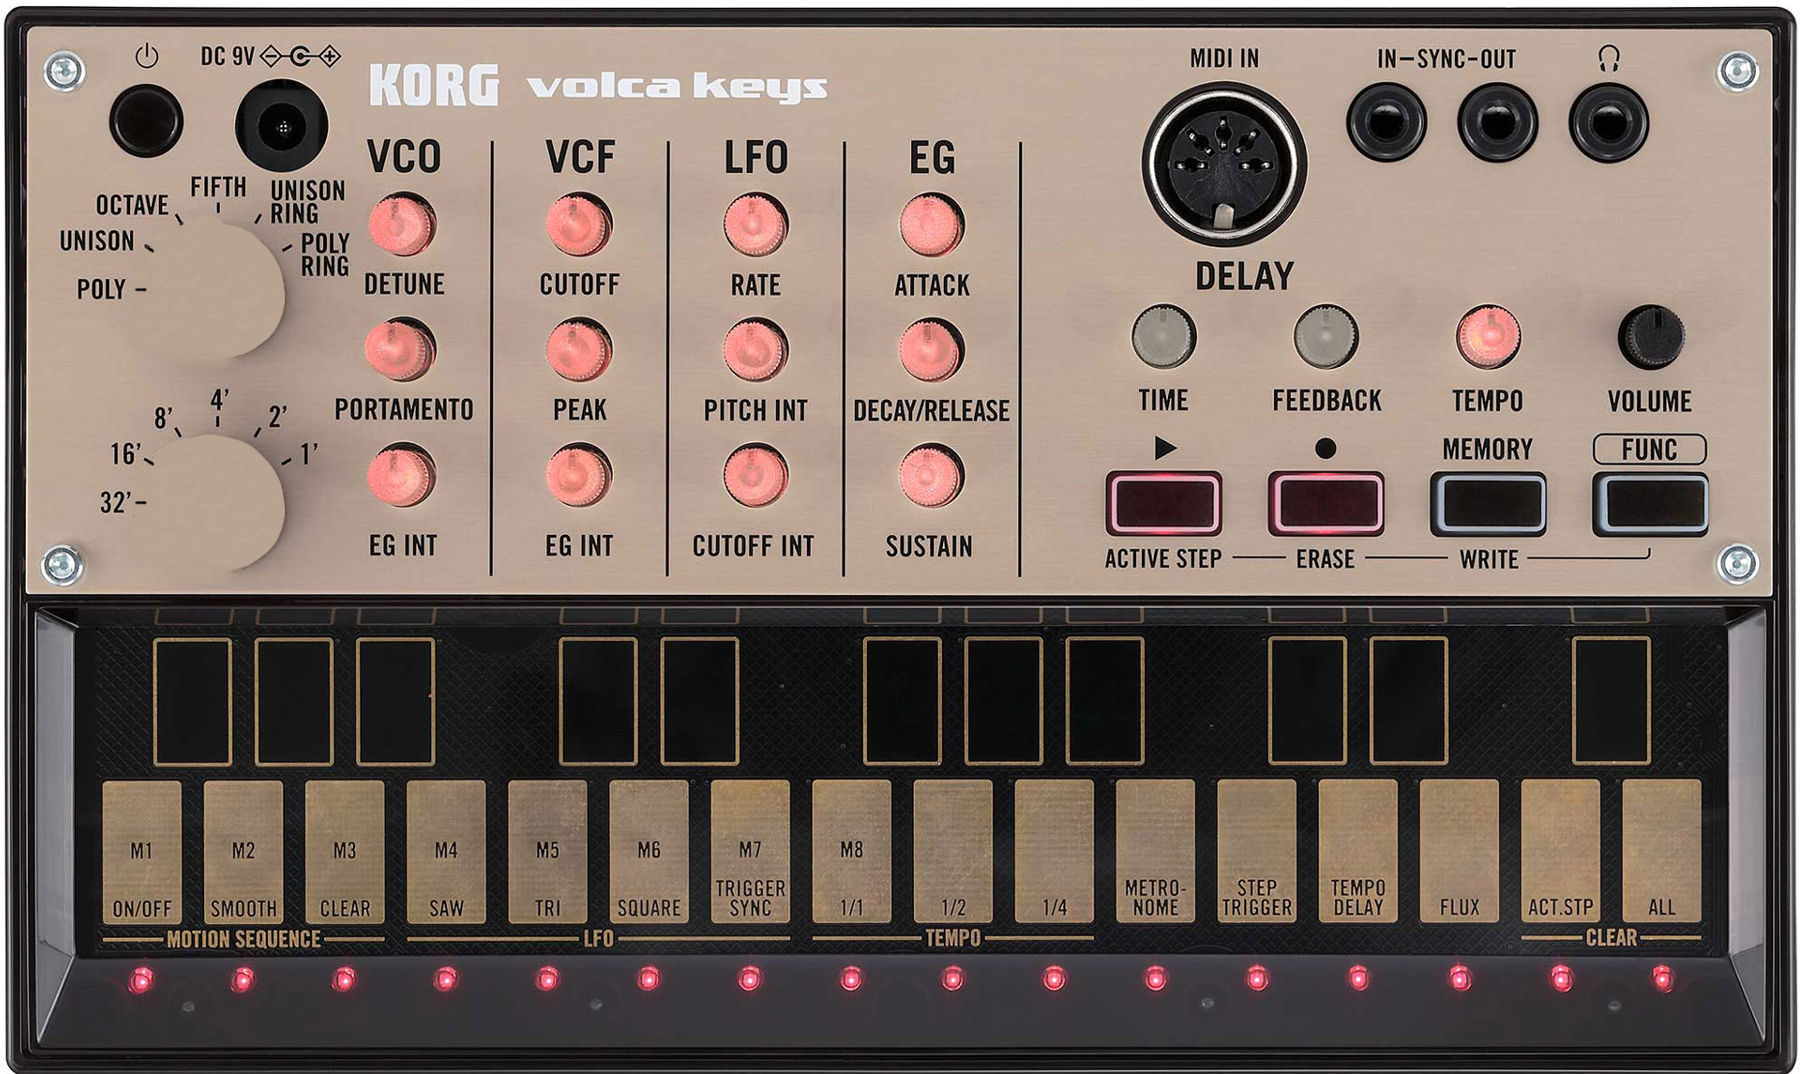 DC 9V
KORG volca keys
MIDI IN
IN-SYNC-OUT
VCO
VCF
LFO
EG
OCTAVE
FIFTH
UNISON
RING
UNISON
POLY
RING
POLY
DETUNE
CUTOFF
RATE
ATTACK
DELAY
PORTAMENTO
PEAK
PITCH INT
DECAY/RELEASE
TIME
FEEDBACK
TEMPO
VOLUME
4'
8'
2'
16'
1'
32'
MEMORY
FUNC
EG INT
EG INT
CUTOFF INT
SUSTAIN
ACTIVE STEP
ERASE
WRITE
M1
M2
M3
M4
M5
M6
M7
M8
ON/OFF
SMOOTH
CLEAR
SAW
TRI
SQUARE
TRIGGER
SYNC
1/1
1/2
1/4
METRO-
NOME
STEP
TRIGGER
TEMPO
DELAY
FLUX
ACT.STP
ALL
MOTION SEQUENCE
LFO
TEMPO
CLEAR